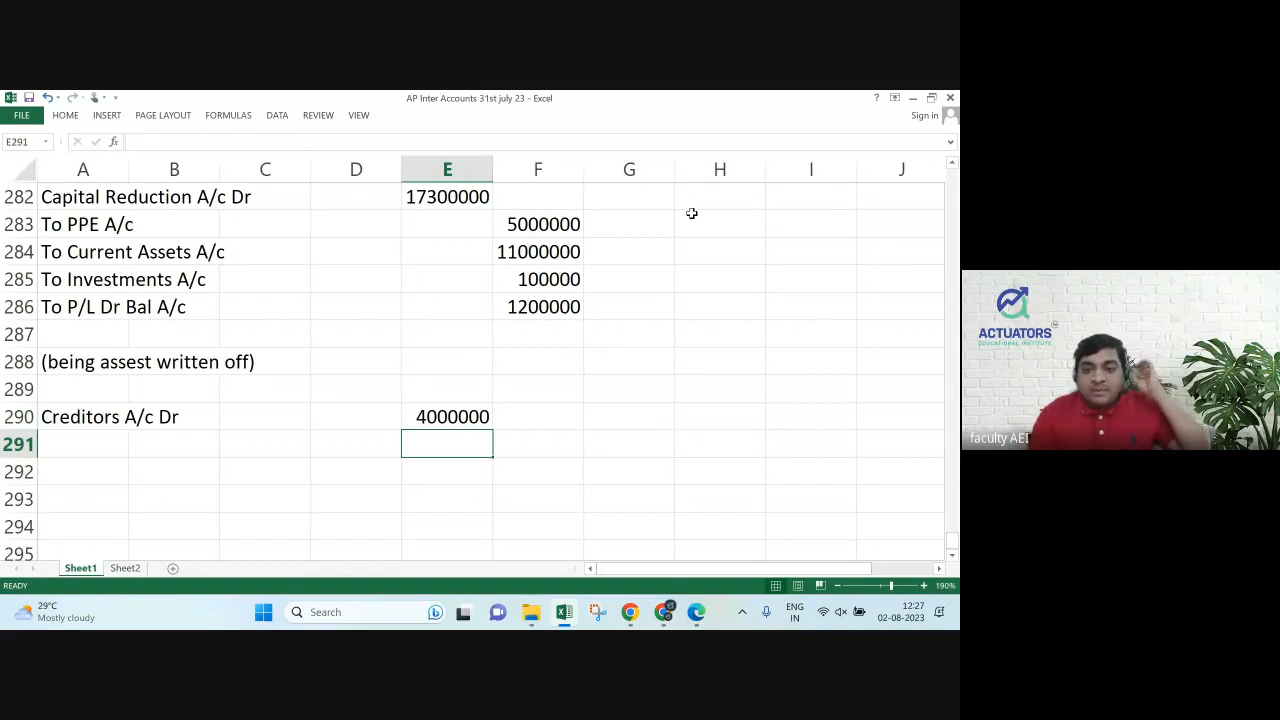 AP Inter Accounts 31st july 23 - Excel
FILE HOME INSERT PAGE LAYOUT FORMULAS DATA REVIEW VIEW Sign in
E291 fx
A B C D E F G H I J
282 Capital Reduction A/c Dr 17300000
283 To PPE A/c 5000000
284 To Current Assets A/c 11000000
285 To Investments A/c 100000
286 To P/L Dr Bal A/c 1200000
287
288 (being assest written off)
289
290 Creditors A/c Dr 4000000
291
292
293
294
295
Sheet1 Sheet2
READY 190%
29°C
Mostly cloudy
Search
ENG
IN
12:27
02-08-2023
ACTUATORS
EDUCATIONAL INSTITUTE
faculty AEI